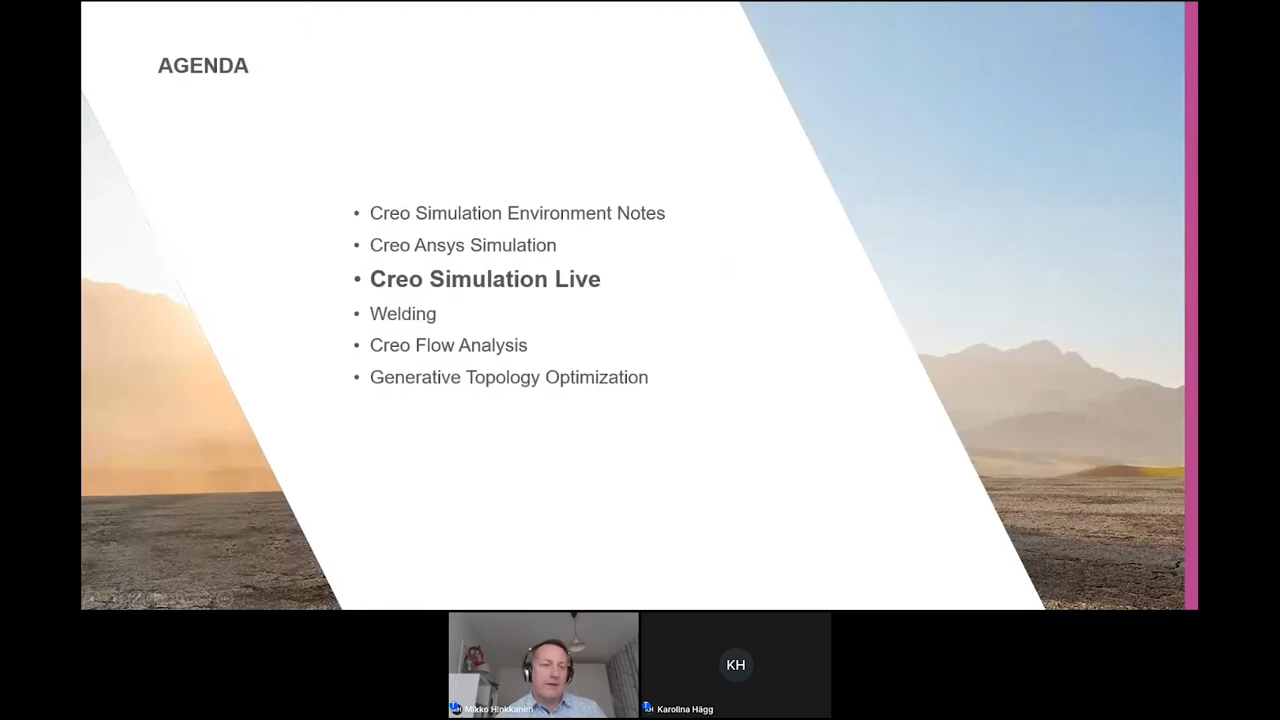 AGENDA
• Creo Simulation Environment Notes
• Creo Ansys Simulation
• Creo Simulation Live
• Welding
• Creo Flow Analysis
• Generative Topology Optimization
KH
Mikko Hinkkanen
Karolina Hägg